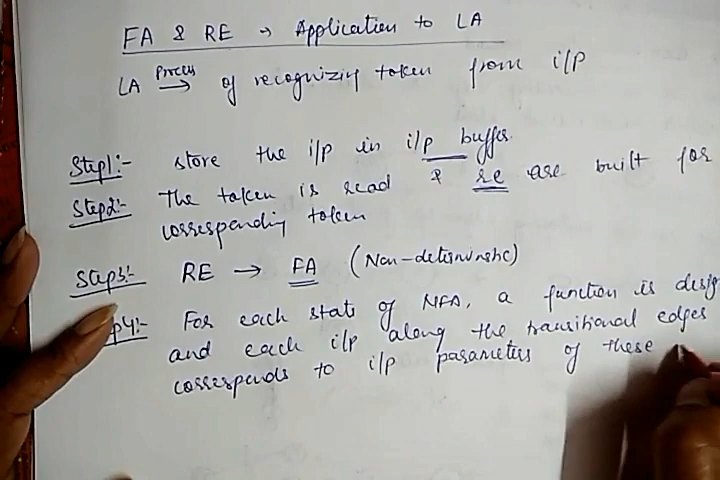 FA & RE → Application to LA
LA Process → of recognizing token from i/p
Step1:- store the i/p in i/p buffer.
Step2:- The token is read & re are built for
corresponding token
Step3:- RE → FA (Non-deterministic)
p4:- For each state of NFA, a function is desig
and each i/p along the transitional edges
corresponds to i/p parameters of these